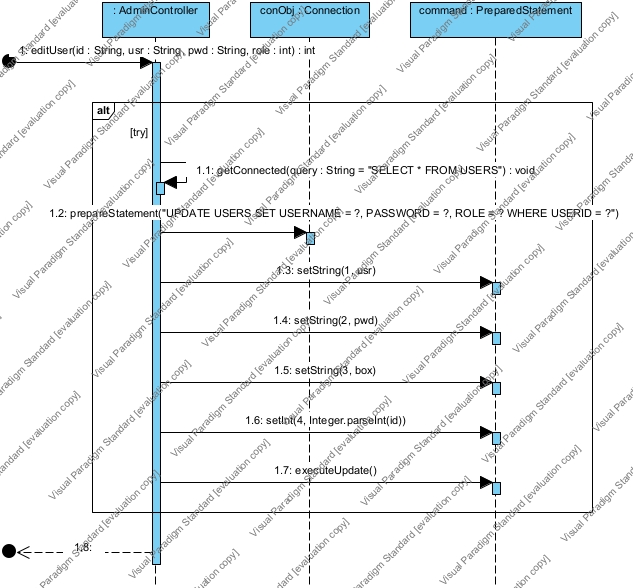 : AdminController
conObj : Connection
command : PreparedStatement
1: editUser(id : String, usr : String, pwd : String, role : int) : int
alt
[try]
1.1: getConnected(query : String = "SELECT * FROM USERS") : void
1.2: prepareStatement("UPDATE USERS SET USERNAME = ?, PASSWORD = ?, ROLE = ? WHERE USERID = ?")
1.3: setString(1, usr)
1.4: setString(2, pwd)
1.5: setString(3, box)
1.6: setInt(4, Integer.parseInt(id))
1.7: executeUpdate()
1.8:
Visual Paradigm Standard [evaluation copy]